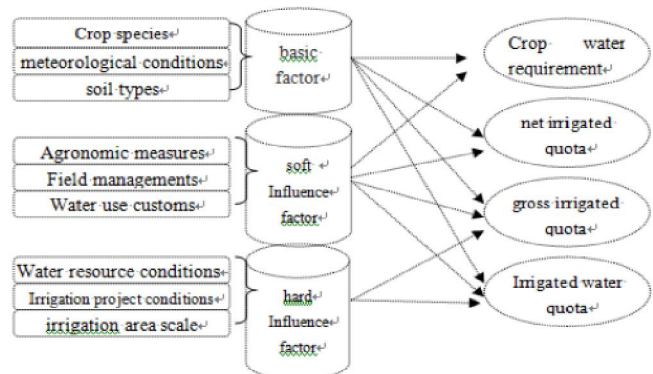 Crop species
meteorological conditions
soil types
basic
factor
Agronomic measures
Field managements
Water use customs
soft
Influence
factor
Water resource conditions
Irrigation project conditions
irrigation area scale
hard
Influence
factor
Crop water
requirement
net irrigated
quota
gross irrigated
quota
Irrigated water
quota